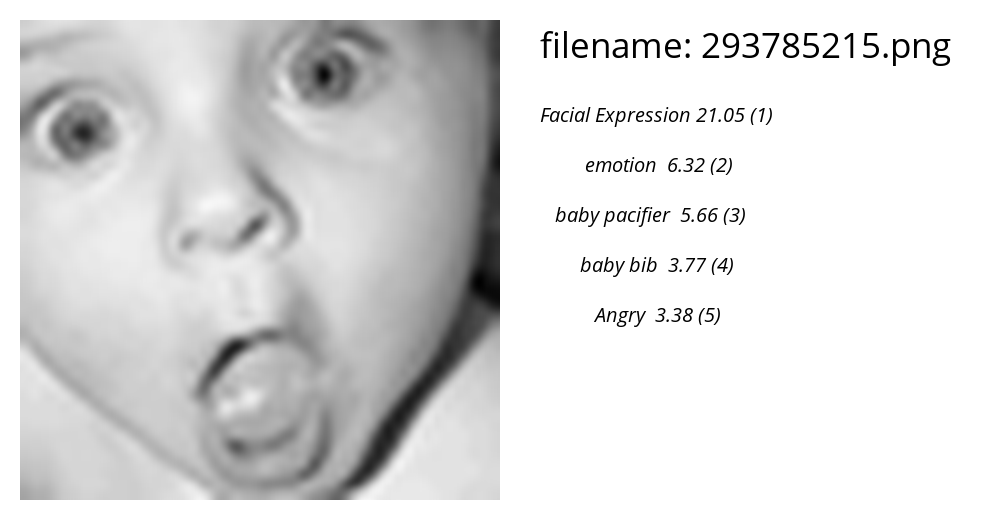 filename: 293785215.png
Facial Expression 21.05 (1)
emotion 6.32 (2)
baby pacifier 5.66 (3)
baby bib 3.77 (4)
Angry 3.38 (5)